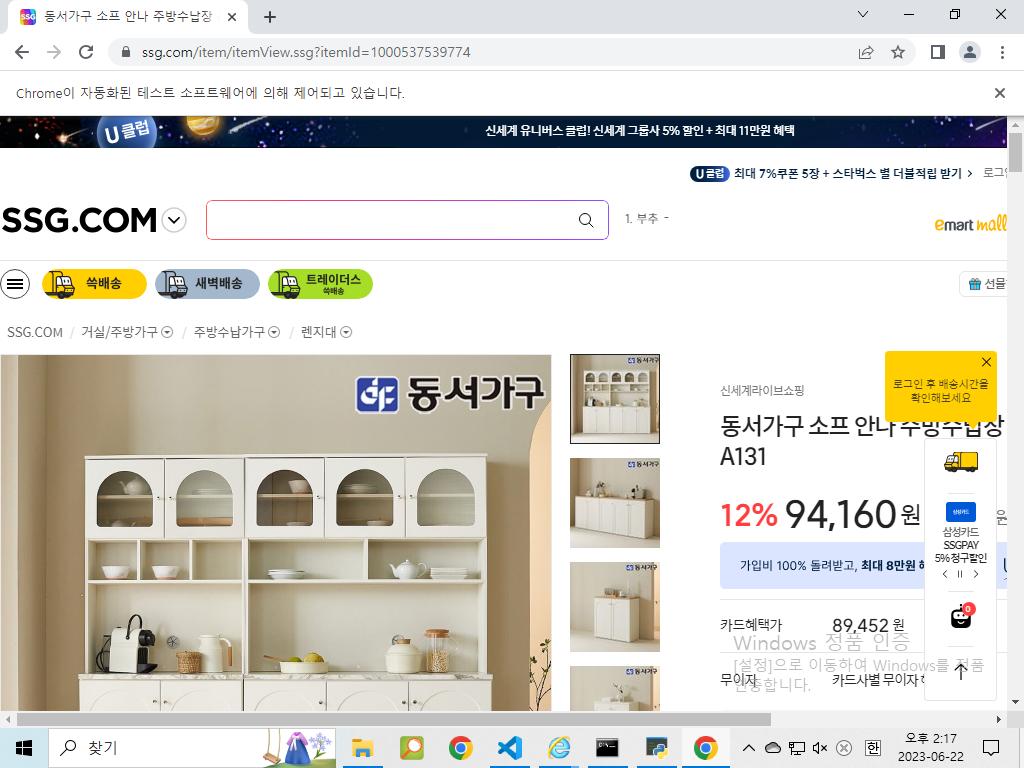 동서가구 소프 안나 주방수납장
ssg.com/item/itemView.ssg?itemId=1000537539774
Chrome이 자동화된 테스트 소프트웨어에 의해 제어되고 있습니다.
U 클럽
신세계 유니버스 클럽! 신세계 그룹사 5% 할인 + 최대 11만원 혜택
U 클럽 최대 7%쿠폰 5장 + 스타벅스 별 더블적립 받기 > 로그인
SSG.COM
1. 부추 -
emart mall
쓱배송
새벽배송
트레이더스
쓱배송
선물
SSG.COM / 거실/주방가구 / 주방수납가구 / 렌지대
동서가구
신세계라이브쇼핑
로그인 후 배송시간을
확인해보세요
동서가구 소프 안나 주방수납장
A131
12% 94,160 원
원
삼성카드
삼성카드
SSGPAY
5% 청구할인
가입비 100% 돌려받고, 최대 8만원
카드혜택가 89,452 원
0
Windows 정품 인증
[설정]으로 이동하여 Windows를 정품
인증합니다.
무이자 카드사별 무이자
찾기
한
오후 2:17
2023-06-22